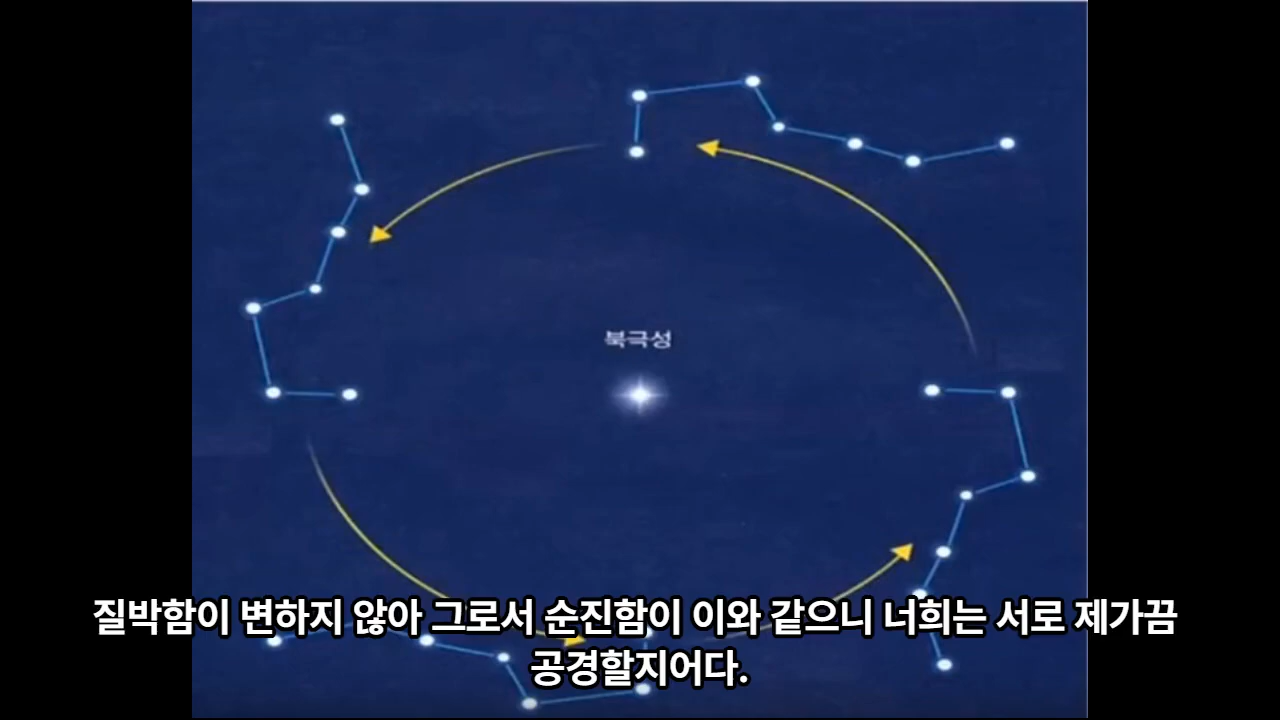 북극성
질박함이 변하지 않아 그로서 순진함이 이와 같으니 너희는 서로 제가끔
공경할지어다.